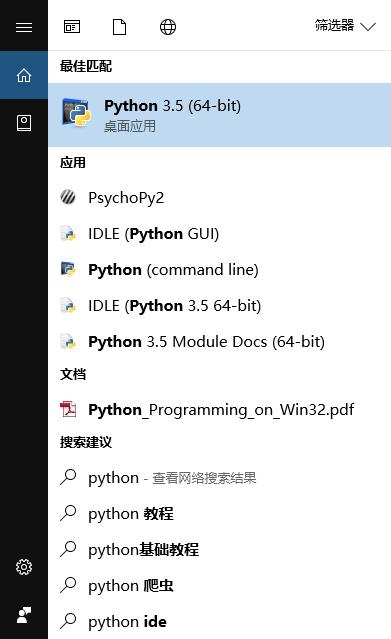 筛选器
最佳匹配
Python 3.5 (64-bit)
桌面应用
应用
PsychoPy2
IDLE (Python GUI)
Python (command line)
IDLE (Python 3.5 64-bit)
Python 3.5 Module Docs (64-bit)
文档
Python_Programming_on_Win32.pdf
搜索建议
python - 查看网络搜索结果
python 教程
python基础教程
python 爬虫
python ide